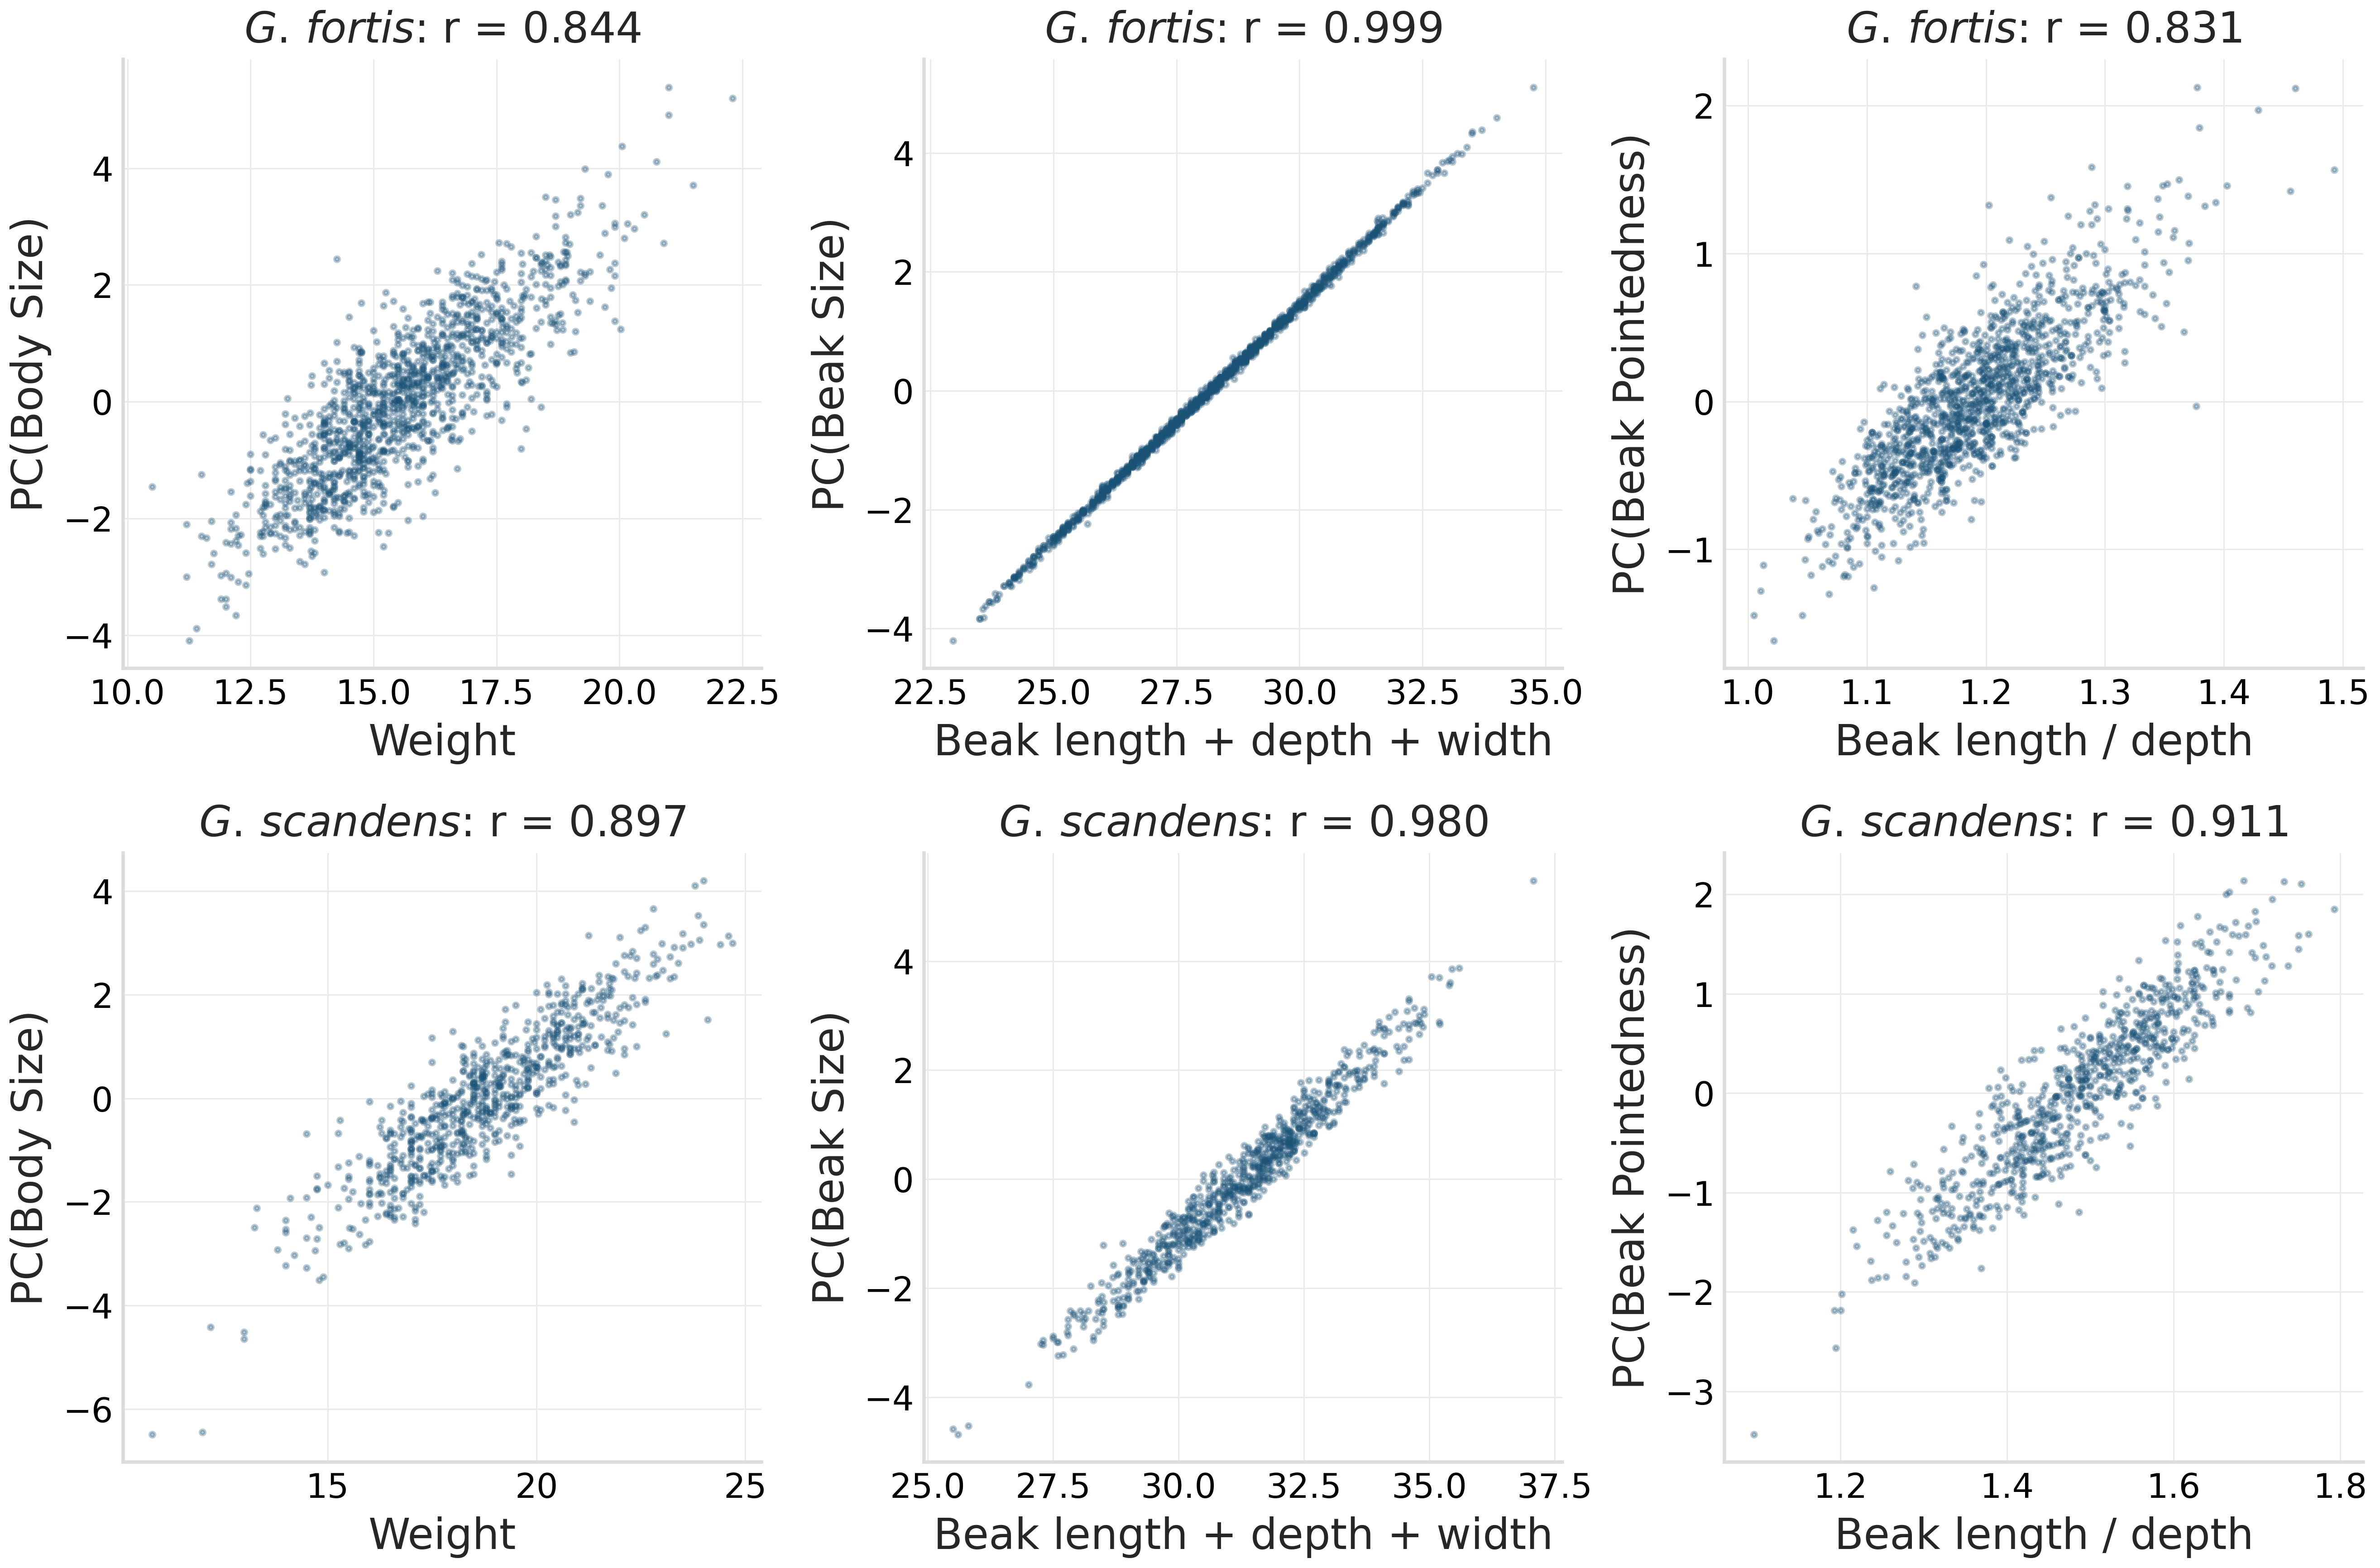 G. fortis: r = 0.844
PC(Body Size)
4
2
0
−2
−4
10.0 12.5 15.0 17.5 20.0 22.5
Weight
G. fortis: r = 0.999
PC(Beak Size)
4
2
0
−2
−4
22.5 25.0 27.5 30.0 32.5 35.0
Beak length + depth + width
G. fortis: r = 0.831
PC(Beak Pointedness)
2
1
0
−1
1.0 1.1 1.2 1.3 1.4 1.5
Beak length / depth
G. scandens: r = 0.897
PC(Body Size)
4
2
0
−2
−4
−6
15 20 25
Weight
G. scandens: r = 0.980
PC(Beak Size)
4
2
0
−2
−4
25.0 27.5 30.0 32.5 35.0 37.5
Beak length + depth + width
G. scandens: r = 0.911
PC(Beak Pointedness)
2
1
0
−1
−2
−3
1.2 1.4 1.6 1.8
Beak length / depth